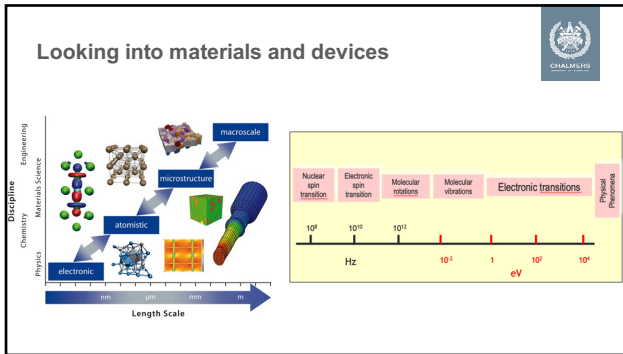 Looking into materials and devices
CHALMERS
Discipline
Engineering
Materials Science
Chemistry
Physics
macroscale
microstructure
atomistic
electronic
nm µm mm m
Length Scale
Nuclear
spin
transition
Electronic
spin
transition
Molecular
rotations
Molecular
vibrations
Electronic transitions
Physical
Phenomena
10⁸ 10¹⁰ 10¹²
Hz
10⁻² 1 10² 10⁴
eV